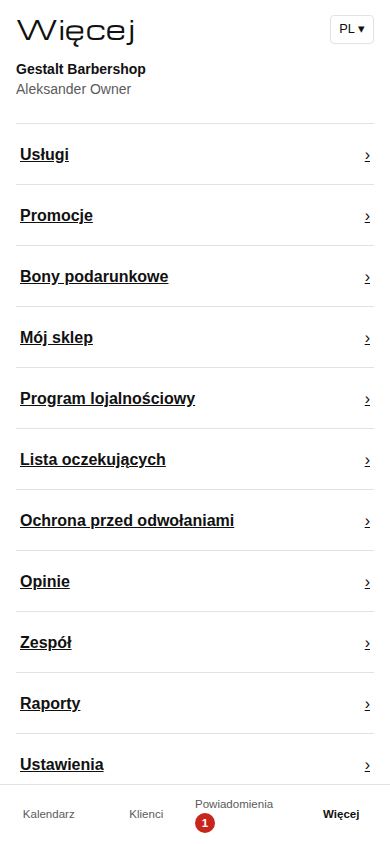 Więcej
PL ▾
Gestalt Barbershop
Aleksander Owner
Usługi ›
Promocje ›
Bony podarunkowe ›
Mój sklep ›
Program lojalnościowy ›
Lista oczekujących ›
Ochrona przed odwołaniami ›
Opinie ›
Zespół ›
Raporty ›
Ustawienia ›
Kalendarz
Klienci
Powiadomienia
1
Więcej